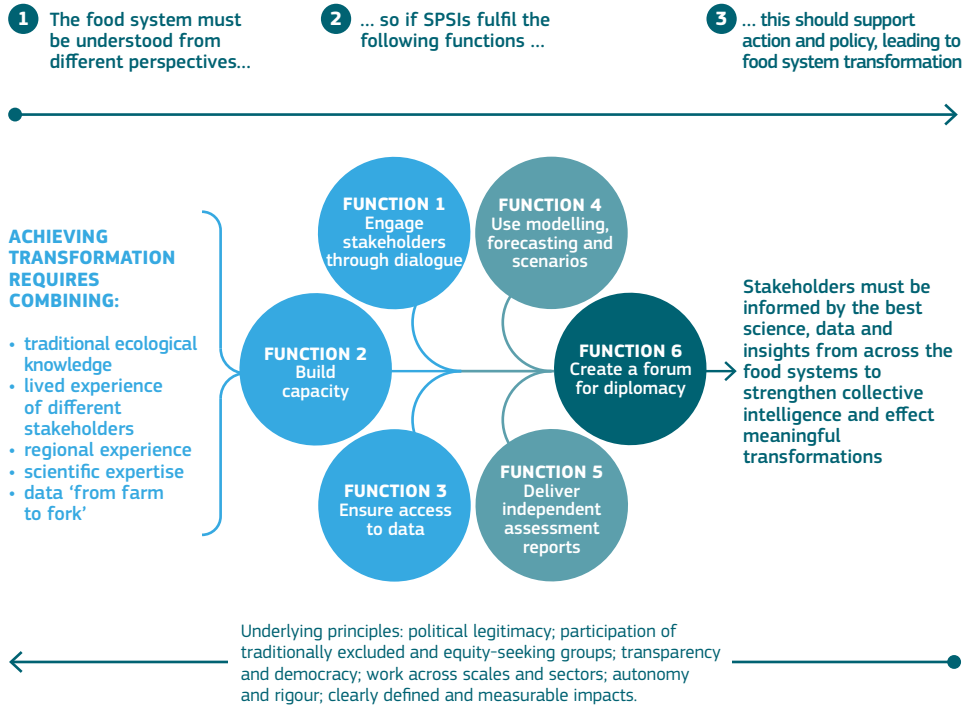 1 The food system must
be understood from
different perspectives...
2 ... so if SPSIs fulfil the
following functions ...
3 ... this should support
action and policy, leading to
food system transformation
ACHIEVING
TRANSFORMATION
REQUIRES
COMBINING:
• traditional ecological
knowledge
• lived experience
of different
stakeholders
• regional experience
• scientific expertise
• data ‘from farm
to fork’
FUNCTION 1
Engage
stakeholders
through dialogue
FUNCTION 2
Build
capacity
FUNCTION 3
Ensure access
to data
FUNCTION 4
Use modelling,
forecasting and
scenarios
FUNCTION 5
Deliver
independent
assessment
reports
FUNCTION 6
Create a forum
for diplomacy
Stakeholders must be
informed by the best
science, data and
insights from across the
food systems to
strengthen collective
intelligence and effect
meaningful
transformations
Underlying principles: political legitimacy; participation of
traditionally excluded and equity-seeking groups; transparency
and democracy; work across scales and sectors; autonomy
and rigour; clearly defined and measurable impacts.